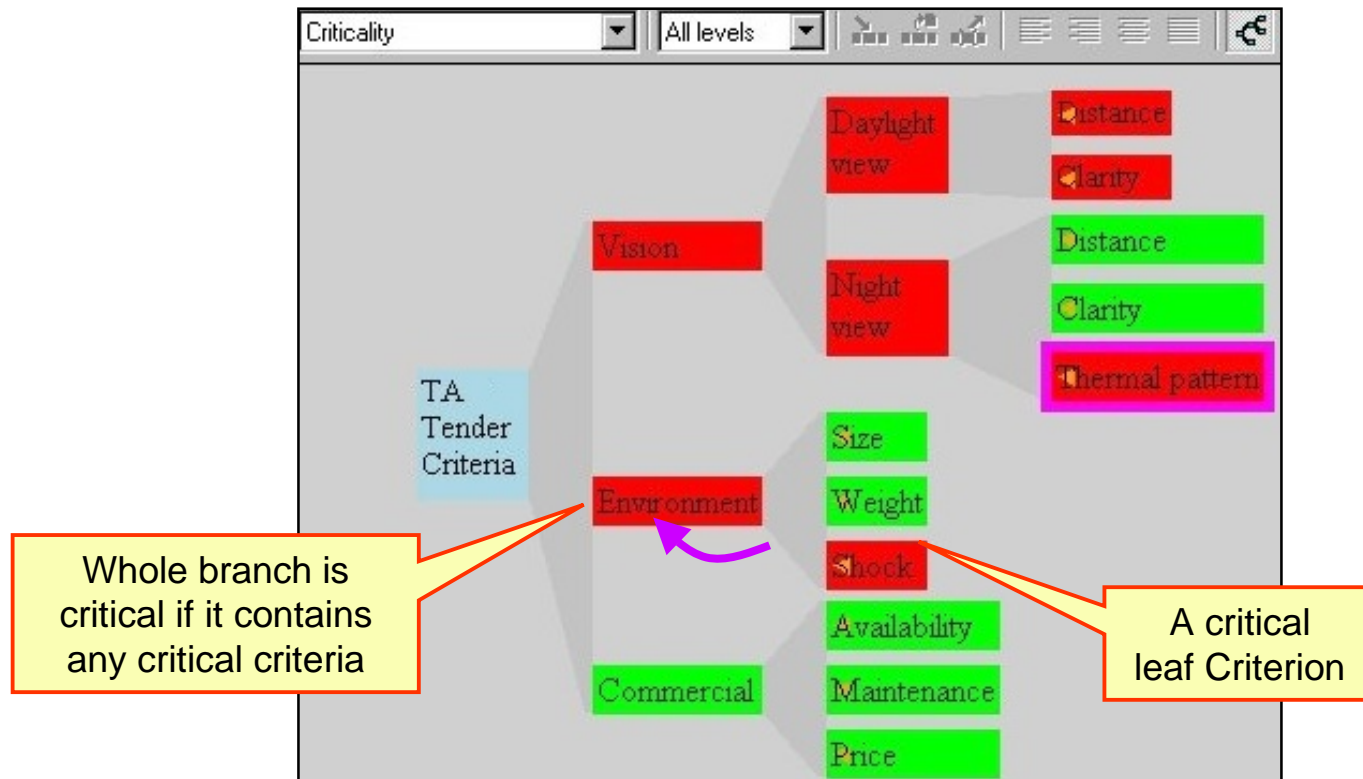 Criticality
All levels
Daylight
view
Distance
Clarity
Vision
Night
view
Distance
Clarity
Thermal pattern
TA
Tender
Criteria
Environment
Size
Weight
Shock
Commercial
Availability
Maintenance
Price
Whole branch is
critical if it contains
any critical criteria
A critical
leaf Criterion